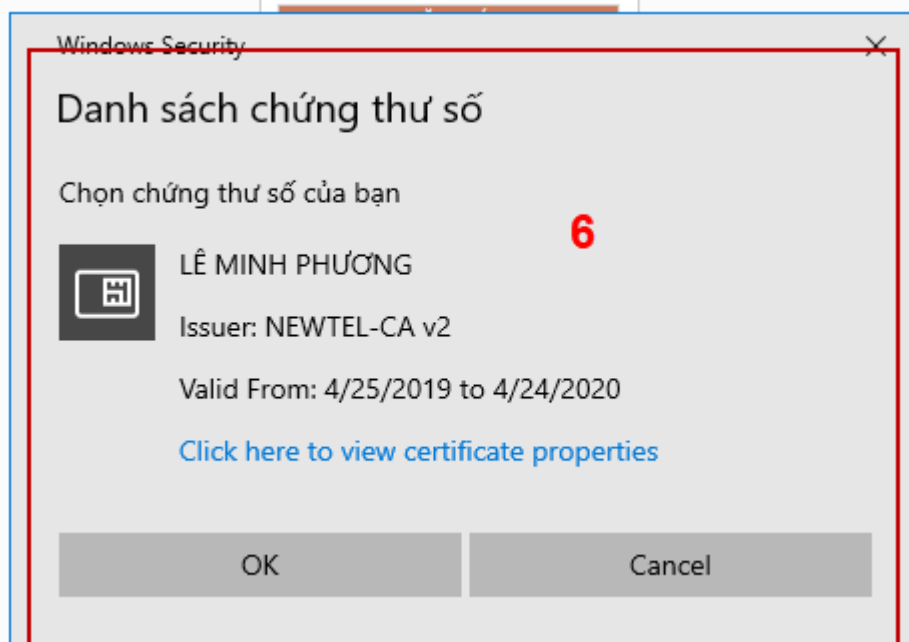 Windows Security
Danh sách chứng thư số
Chọn chứng thư số của bạn
6
LÊ MINH PHƯƠNG
Issuer: NEWTEL-CA v2
Valid From: 4/25/2019 to 4/24/2020
Click here to view certificate properties
OK
Cancel